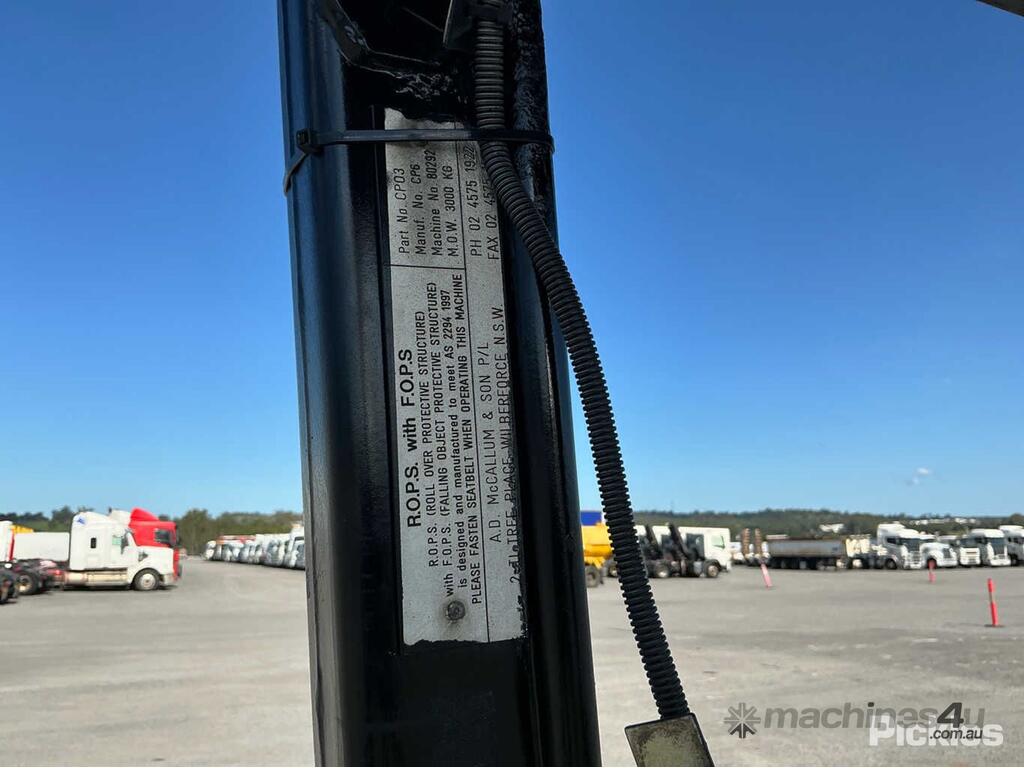 R.O.P.S. with F.O.P.S
R.O.P.S. (ROLL OVER PROTECTIVE STRUCTURE)
with F.O.P.S. (FALLING OBJECT PROTECTIVE STRUCTURE)
is designed and manufactured to meet AS 2294 1997
PLEASE FASTEN SEATBELT WHEN OPERATING THIS MACHINE
Part No. CP03
Manuf. No. CP6
Machine No. 80292
M.O.W. 3000 KG
A.D. McCALLUM & SON P/L
PLACE WILBERFORCE N.S.W.
PH 02 4575 1922
FAX 02
machines4u
.com.au
Pickles